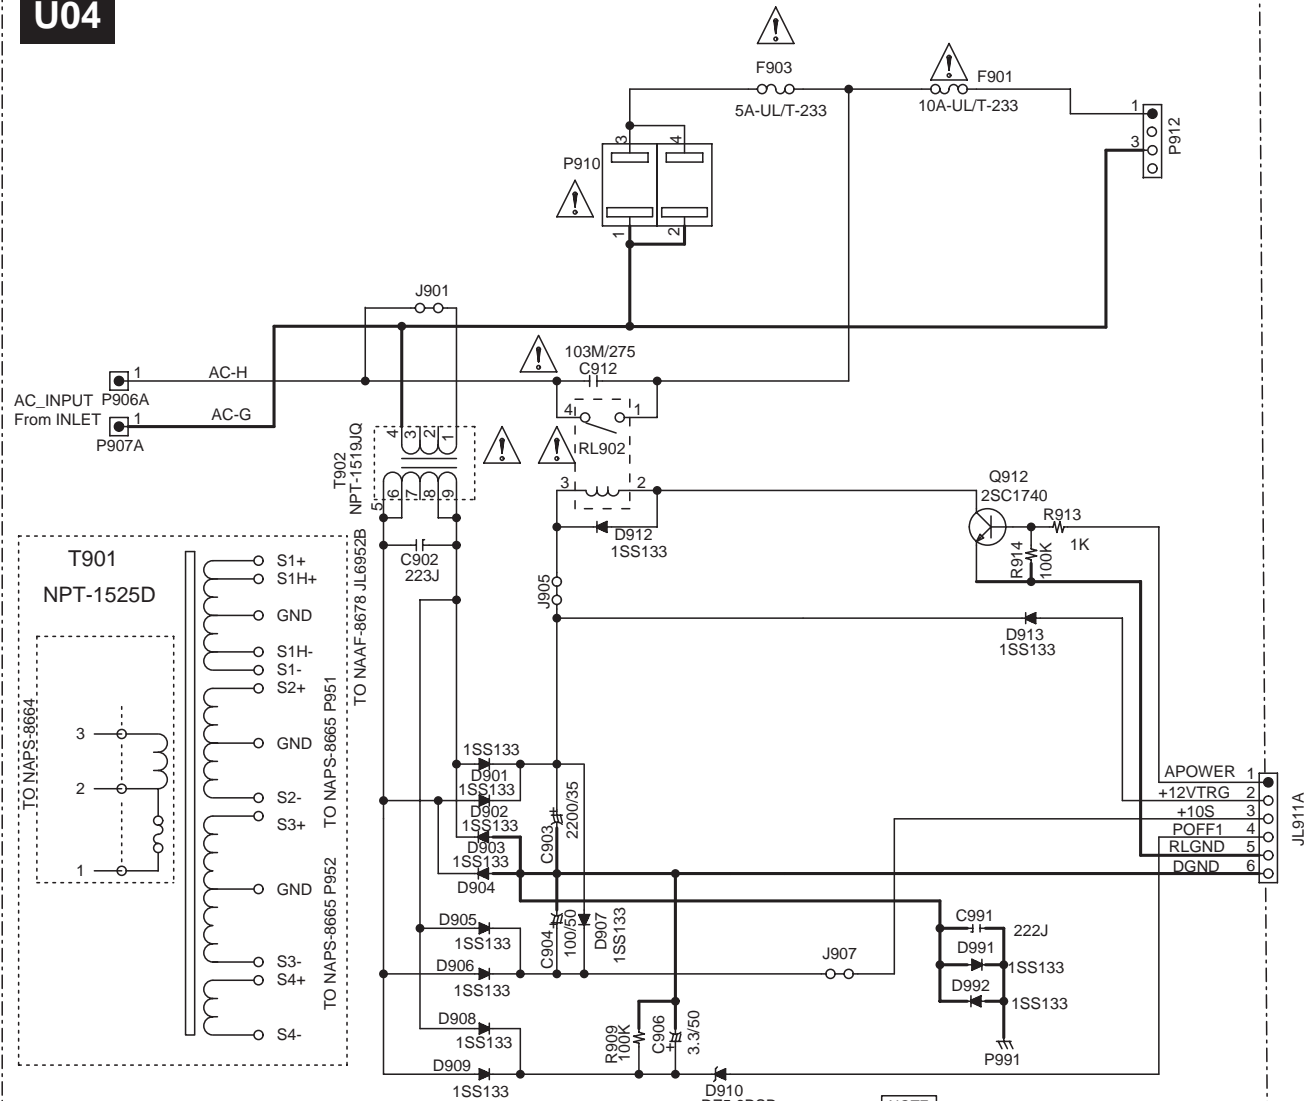 U04
F903
5A-UL/T-233
F901
10A-UL/T-233
1
3
P912
P910
3
4
1
2
J901
103M/275
C912
AC_INPUT
From INLET
1
P906A
AC-H
1
P907A
AC-G
4
1
RL902
3
2
T902
NPT-1519JQ
4
3
2
1
5
6
7
8
9
D912
1SS133
Q912
2SC1740
R913
1K
R914
100K
C902
223J
J905
D913
1SS133
T901
NPT-1525D
TO NAPS-8664
3
2
1
S1+
S1H+
GND
S1H-
S1-
S2+
GND
S2-
S3+
GND
S3-
S4+
S4-
TO NAPS-8665 P951
TO NAPS-8665 P952
TO NAAF-8678 JL6952B
1SS133
D901
1SS133
D902
1SS133
D903
1SS133
D904
C903
+
2200/35
APOWER 1
+12VTRG 2
+10S 3
POFF1 4
RLGND 5
DGND 6
JL911A
D905
1SS133
D906
1SS133
C904
100/50
D907
1SS133
J907
C991
222J
D991
1SS133
D992
1SS133
P991
D908
1SS133
D909
1SS133
R909
100K
C906
+
3.3/50
D910